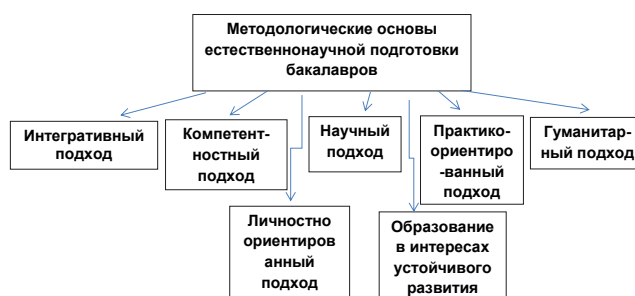 Методологические основы
естественнонаучной подготовки
бакалавров
Интегративный
подход
Компетент-
ностный
подход
Научный
подход
Практико-
ориентиро
-ванный
подход
Гуманитар-
ный подход
Личностно
ориентиров
анный
подход
Образование
в интересах
устойчивого
развития